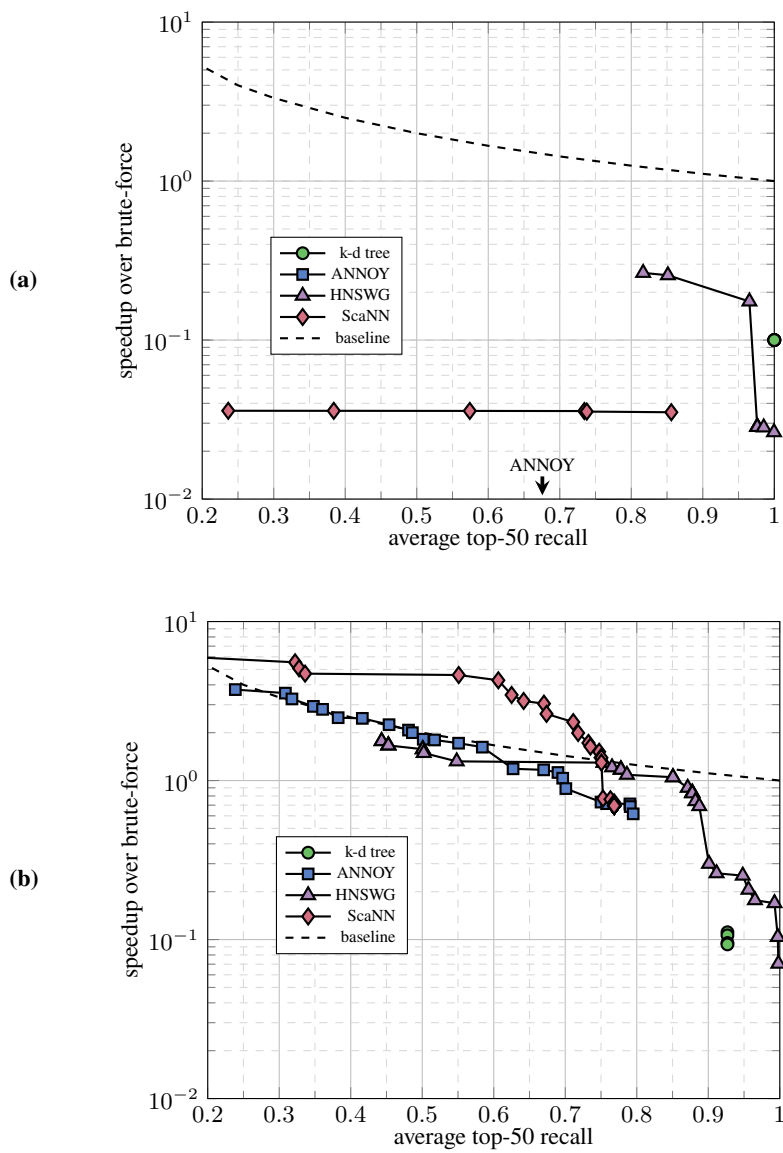 (a)
speedup over brute-force
10^1
10^0
10^−1
10^−2
k-d tree
ANNOY
HNSWG
ScaNN
baseline
ANNOY
0.2 0.3 0.4 0.5 0.6 0.7 0.8 0.9 1
average top-50 recall
(b)
speedup over brute-force
10^1
10^0
10^−1
10^−2
k-d tree
ANNOY
HNSWG
ScaNN
baseline
0.2 0.3 0.4 0.5 0.6 0.7 0.8 0.9 1
average top-50 recall